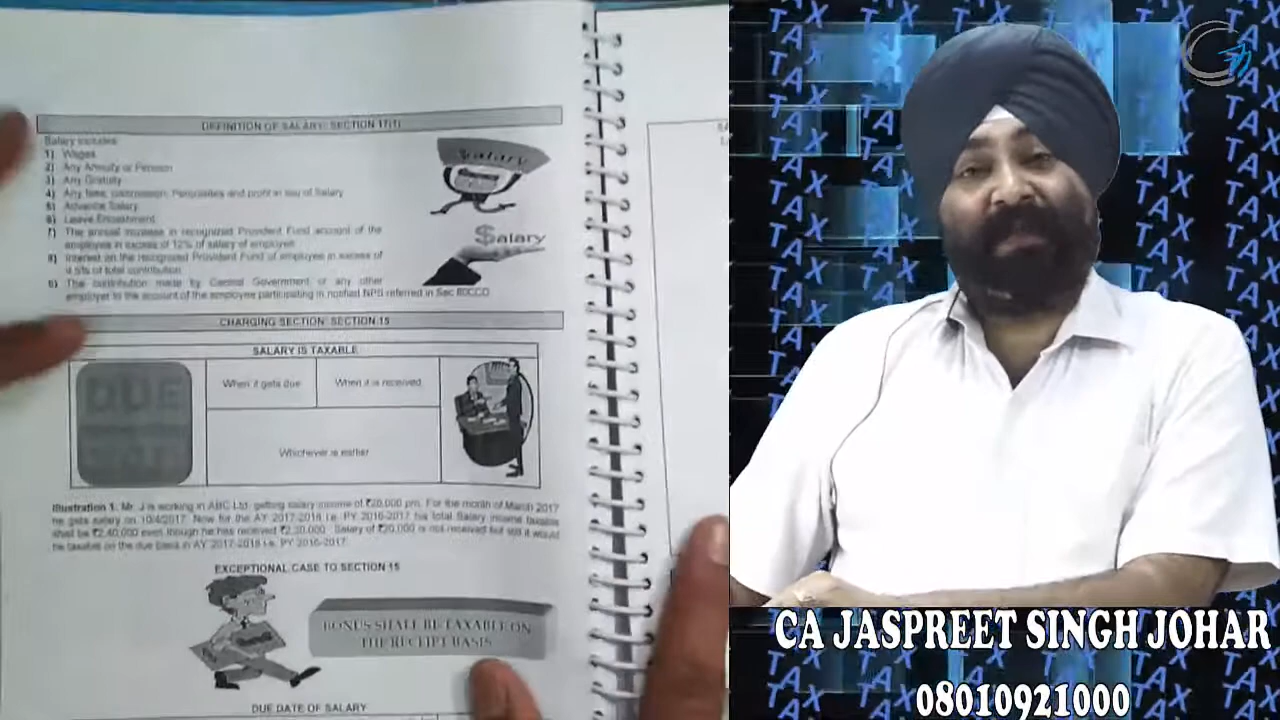 DEFINITION OF SALARY: SECTION 17(1)
Salary includes:
1) Wages
2) Any Annuity or Pension
3) Any Gratuity
4) Any fees, commission, Perquisites and profit in lieu of Salary
5) Advance Salary
6) Leave Encashment
7) The annual increase in recognized Provident Fund account of the
employee in excess of 12% of salary of employee
8) Interest on the recognized Provident Fund of employee in excess of
9.5% of total contribution
9) The contribution made by Central Government or any other
employer to the account of the employee participating in notified NPS referred in Sec 80CCD
Salary
$alary
CHARGING SECTION: SECTION 15
SALARY IS TAXABLE
DUE
When it gets due
When it is received
Whichever is earlier
Illustration 1: Mr. J is working in ABC Ltd. getting salary income of ₹20,000 pm. For the month of March 2017
he gets salary on 10/4/2017. Now for the AY 2017-2018 i.e. PY 2016-2017 his total Salary income taxable
shall be ₹2,40,000 even though he has received ₹2,20,000. Salary of ₹20,000 is not received but still it would
be taxable on the due basis in AY 2017-2018 i.e. PY 2016-2017.
EXCEPTIONAL CASE TO SECTION 15
BONUS SHALL BE TAXABLE ON
THE RECEIPT BASIS
DUE DATE OF SALARY
TAX
CA JASPREET SINGH JOHAR
08010921000